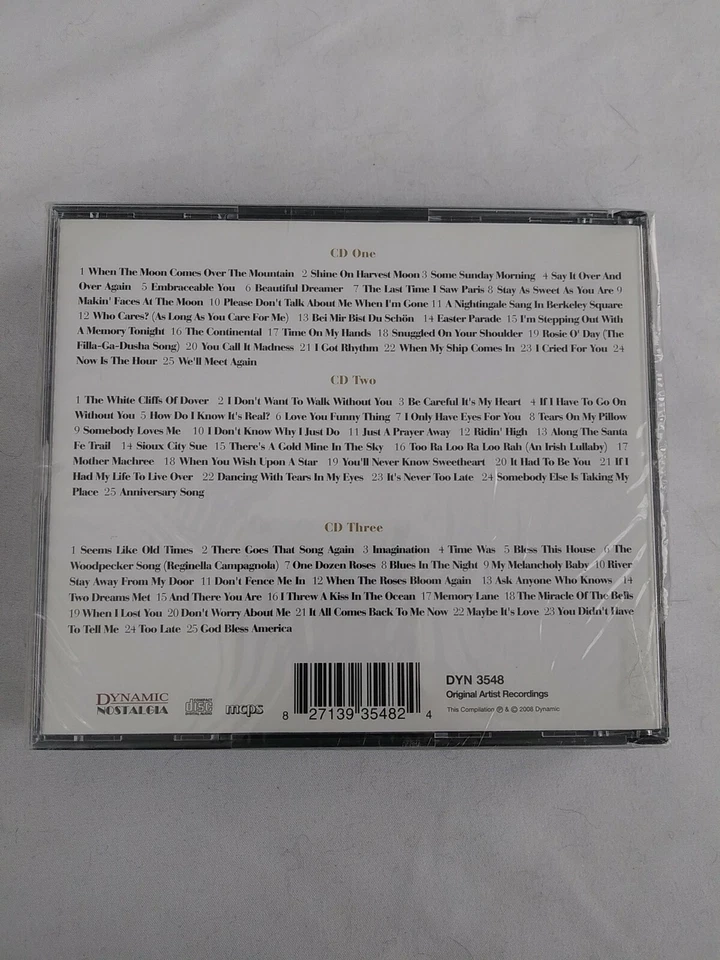 CD One
1 When The Moon Comes Over The Mountain 2 Shine On Harvest Moon 3 Some Sunday Morning 4 Say It Over And
Over Again 5 Embraceable You 6 Beautiful Dreamer 7 The Last Time I Saw Paris 8 Stay As Sweet As You Are 9
Makin' Faces At The Moon 10 Please Don't Talk About Me When I'm Gone 11 A Nightingale Sang In Berkeley Square
12 Who Cares? (As Long As You Care For Me) 13 Bei Mir Bist Du Schön 14 Easter Parade 15 I'm Stepping Out With
A Memory Tonight 16 The Continental 17 Time On My Hands 18 Snuggled On Your Shoulder 19 Rosie O' Day (The
Filla-Ga-Dusha Song) 20 You Call It Madness 21 I Got Rhythm 22 When My Ship Comes In 23 I Cried For You 24
Now Is The Hour 25 We'll Meet Again
CD Two
1 The White Cliffs Of Dover 2 I Don't Want To Walk Without You 3 Be Careful It's My Heart 4 If I Have To Go On
Without You 5 How Do I Know It's Real? 6 Love You Funny Thing 7 I Only Have Eyes For You 8 Tears On My Pillow
9 Somebody Loves Me 10 I Don't Know Why I Just Do 11 Just A Prayer Away 12 Ridin' High 13 Along The Santa
Fe Trail 14 Sioux City Sue 15 There's A Gold Mine In The Sky 16 Too Ra Loo Ra Loo Rah (An Irish Lullaby) 17
Mother Machree 18 When You Wish Upon A Star 19 You'll Never Know Sweetheart 20 It Had To Be You 21 If I
Had My Life To Live Over 22 Dancing With Tears In My Eyes 23 It's Never Too Late 24 Somebody Else Is Taking My
Place 25 Anniversary Song
CD Three
1 Seems Like Old Times 2 There Goes That Song Again 3 Imagination 4 Time Was 5 Bless This House 6 The
Woodpecker Song (Reginella Campagnola) 7 One Dozen Roses 8 Blues In The Night 9 My Melancholy Baby 10 River
Stay Away From My Door 11 Don't Fence Me In 12 When The Roses Bloom Again 13 Ask Anyone Who Knows 14
Two Dreams Met 15 And There You Are 16 I Threw A Kiss In The Ocean 17 Memory Lane 18 The Miracle Of The Bells
19 When I Lost You 20 Don't Worry About Me 21 It All Comes Back To Me Now 22 Maybe It's Love 23 You Didn't Have
To Tell Me 24 Too Late 25 God Bless America
DYNAMIC
NOSTALGIA
COMPACT
disc
DIGITAL AUDIO
mcps
8 27139 35482 4
DYN 3548
Original Artist Recordings
This Compilation ℗ & © 2008 Dynamic